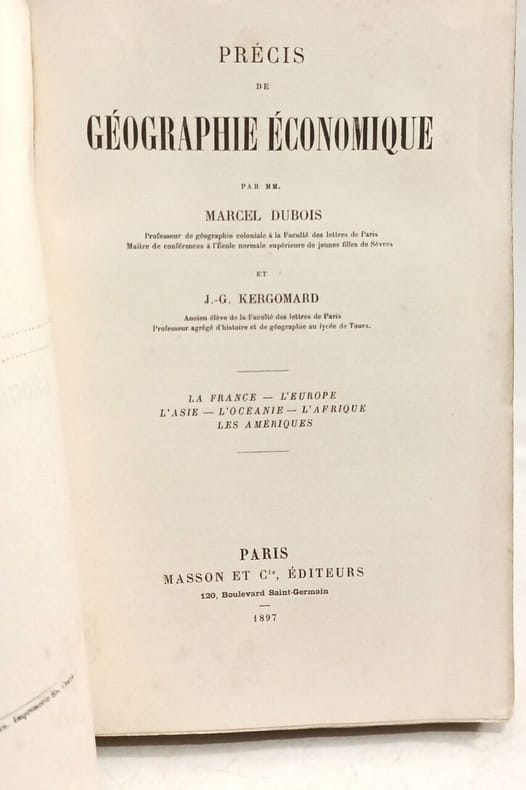 PRÉCIS
DE
GÉOGRAPHIE ÉCONOMIQUE
PAR MM.
MARCEL DUBOIS
Professeur de géographie coloniale à la Faculté des lettres de Paris
Maître de conférences à l'École normale supérieure de jeunes filles de Sèvres
ET
J.-G. KERGOMARD
Ancien élève de la Faculté des lettres de Paris
Professeur agrégé d'histoire et de géographie au lycée de Tours.
LA FRANCE — L'EUROPE
L'ASIE — L'OCÉANIE — L'AFRIQUE
LES AMÉRIQUES
PARIS
MASSON ET Cie, ÉDITEURS
120, Boulevard Saint-Germain
1897
Imprimerie